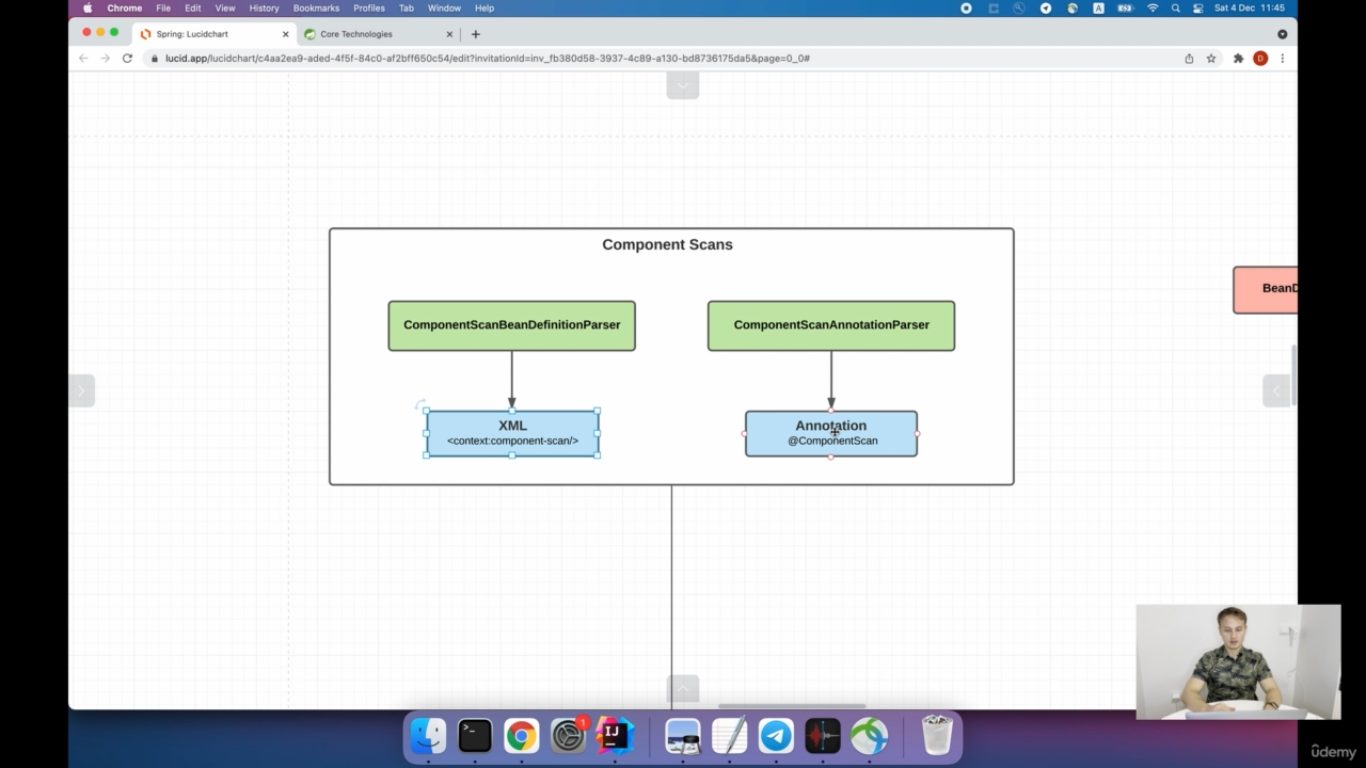 Chrome File Edit View History Bookmarks Profiles Tab Window Help
A
Sat 4 Dec 11:45
Spring: Lucidchart
Core Technologies
lucid.app/lucidchart/c4aa2ea9-aded-4f5f-84c0-af2bff650c54/edit?invitationId=inv_fb380d58-3937-4c89-a130-bd8736175da5&page=0_0#
D
Component Scans
BeanD
ComponentScanBeanDefinitionParser
ComponentScanAnnotationParser
XML
<context:component-scan/>
Annotation
@ComponentScan
1
IJ
ûdemy